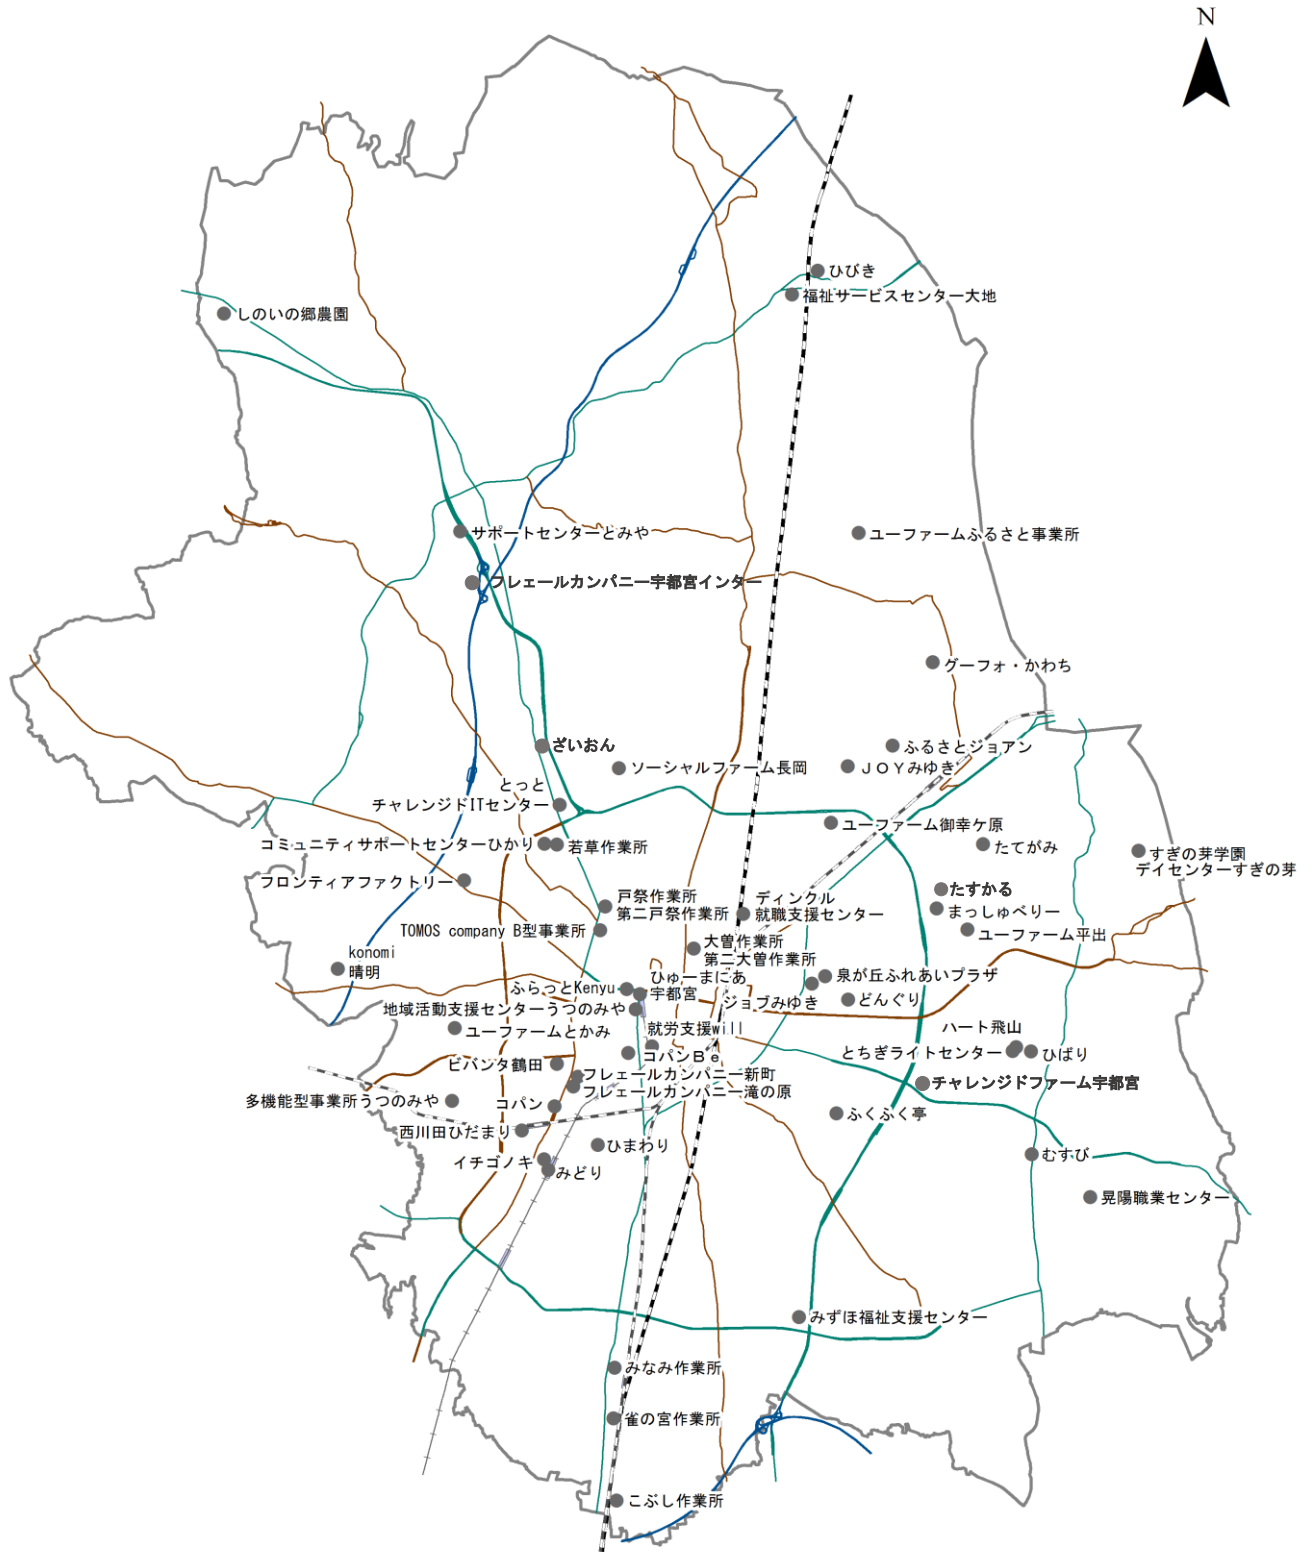 N
ひびき
福祉サービスセンター大地
しのいの郷農園
サポートセンターとみや
ユーファームふるさと事業所
フレェールカンパニー宇都宮インター
グーフォ・かわち
ざいおん
ふるさとジョアン
ソーシャルファーム長岡
ＪＯＹみゆき
とっと
チャレンジドITセンター
ユーファーム御幸ケ原
コミュニティサポートセンターひかり
若草作業所
たてがみ
すぎの芽学園
デイセンターすぎの芽
フロンティアファクトリー
たすかる
戸祭作業所
第二戸祭作業所
ディンクル
就職支援センター
まっしゅべりー
TOMOS company B型事業所
ユーファーム平出
大曽作業所
第二大曽作業所
konomi
晴明
ひゅーまにあ
宇都宮
泉が丘ふれあいプラザ
ふらっとKenyu
ジョブみゆき
どんぐり
地域活動支援センターうつのみや
ユーファームとかみ
就労支援will
ハート飛山
コパンＢｅ
とちぎライトセンター
ひばり
ビバンタ鶴田
フレェールカンパニー新町
フレェールカンパニー滝の原
チャレンジドファーム宇都宮
多機能型事業所うつのみや
コパン
ふくふく亭
西川田ひだまり
ひまわり
むすび
イチゴノキ
みどり
晃陽職業センター
みずほ福祉支援センター
みなみ作業所
雀の宮作業所
こぶし作業所